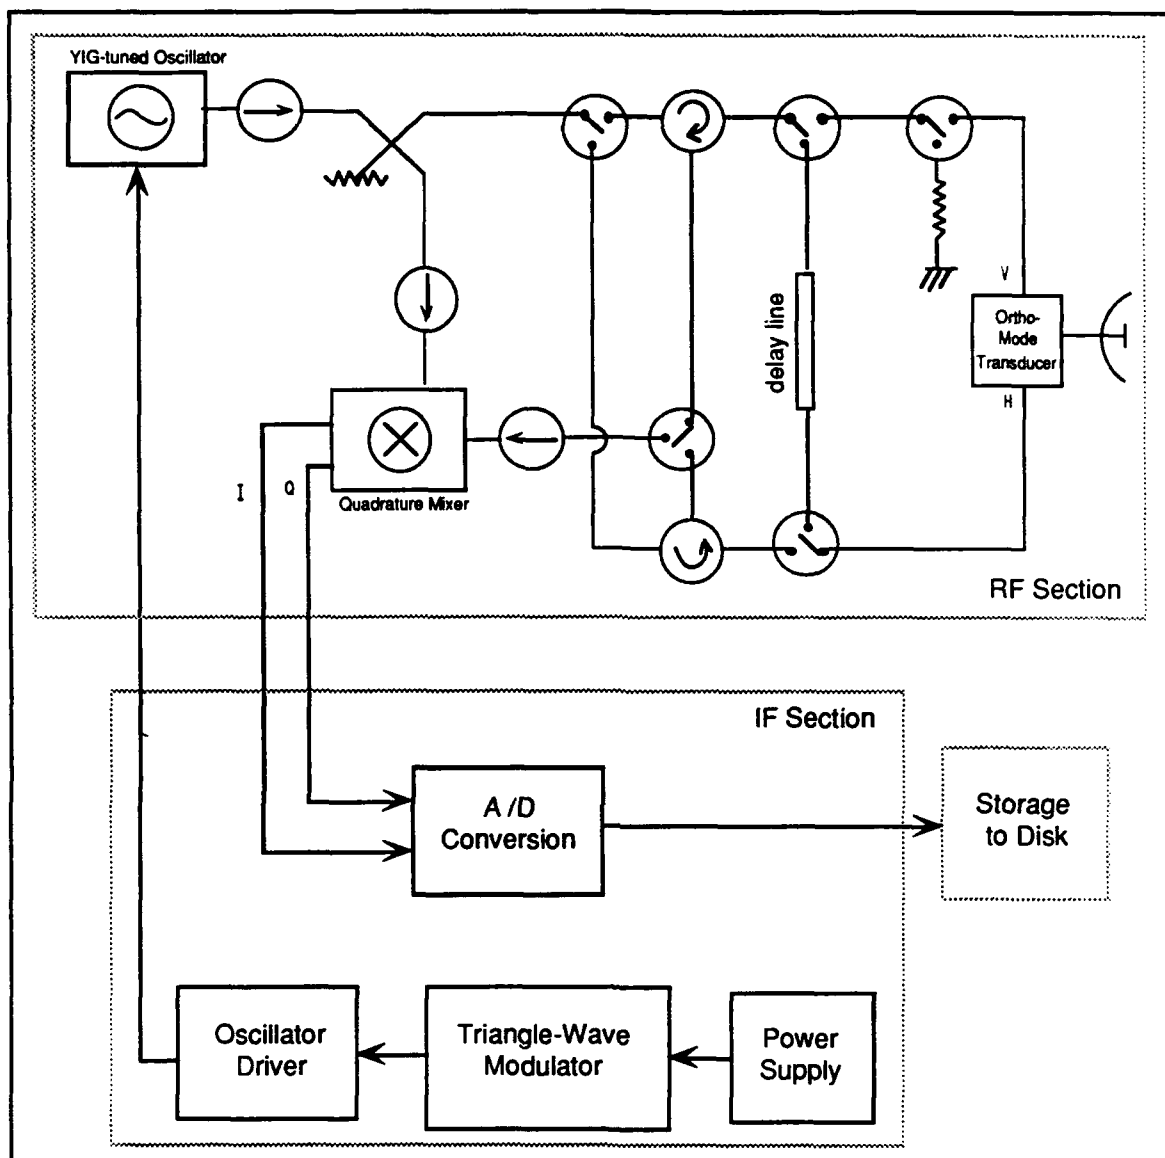 YIG-tuned Oscillator
V
Ortho-
Mode
Transducer
H
delay line
I
Q
Quadrature Mixer
RF Section
IF Section
A /D
Conversion
Storage
to Disk
Oscillator
Driver
Triangle-Wave
Modulator
Power
Supply